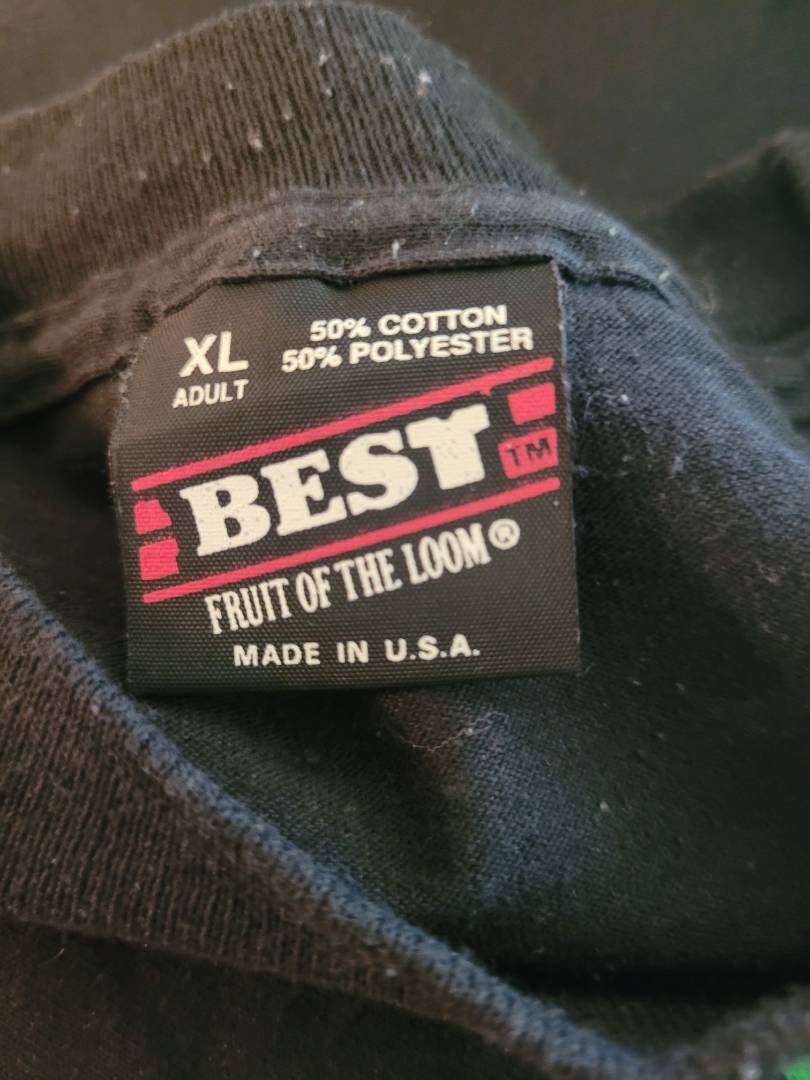 XL
ADULT
50% COTTON
50% POLYESTER
BEST
TM
FRUIT OF THE LOOM®
MADE IN U.S.A.